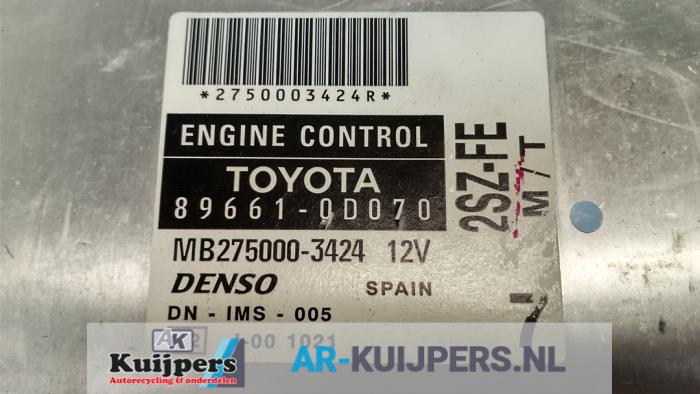 *2750003424R*
ENGINE CONTROL
TOYOTA
89661-0D070
MB275000-3424 12V
DENSO SPAIN
DN - IMS - 005
2SZ-FE
M/T
1021
AK
Kuijpers
Autorecycling & onderdelen
AR-KUIJPERS.NL